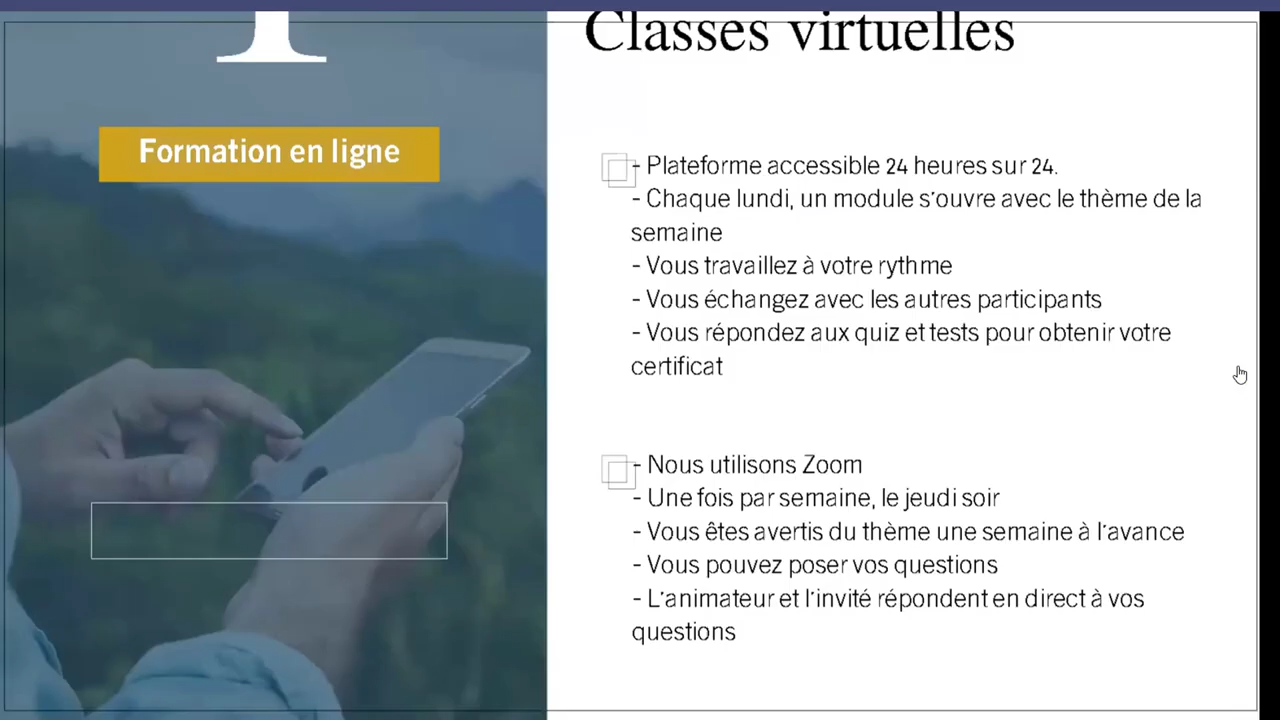 Classes virtuelles
Formation en ligne
- Plateforme accessible 24 heures sur 24.
- Chaque lundi, un module s'ouvre avec le thème de la
semaine
- Vous travaillez à votre rythme
- Vous échangez avec les autres participants
- Vous répondez aux quiz et tests pour obtenir votre
certificat
- Nous utilisons Zoom
- Une fois par semaine, le jeudi soir
- Vous êtes avertis du thème une semaine à l'avance
- Vous pouvez poser vos questions
- L'animateur et l'invité répondent en direct à vos
questions